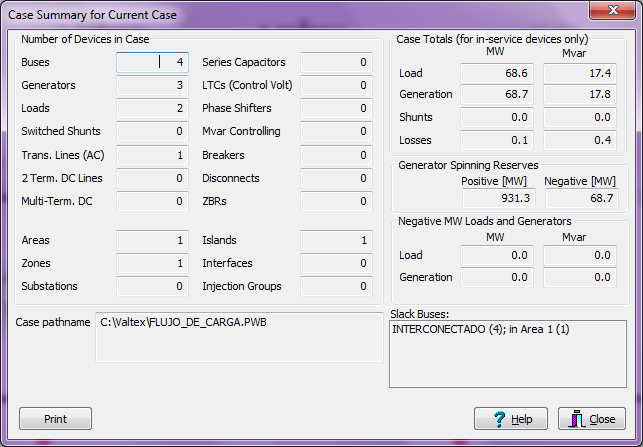 Case Summary for Current Case
Number of Devices in Case
Buses 4
Generators 3
Loads 2
Switched Shunts 0
Trans. Lines (AC) 1
2 Term. DC Lines 0
Multi-Term. DC 0
Areas 1
Zones 1
Substations 0
Series Capacitors 0
LTCs (Control Volt) 0
Phase Shifters 0
Mvar Controlling 0
Breakers 0
Disconnects 0
ZBRs 0
Islands 1
Interfaces 0
Injection Groups 0
Case Totals (for in-service devices only)
MW Mvar
Load 68.6 17.4
Generation 68.7 17.8
Shunts 0.0 0.0
Losses 0.1 0.4
Generator Spinning Reserves
Positive [MW] Negative [MW]
931.3 68.7
Negative MW Loads and Generators
MW Mvar
Load 0.0 0.0
Generation 0.0 0.0
Case pathname C:\Valtex\FLUJO_DE_CARGA.PWB
Slack Buses:
INTERCONECTADO (4); in Area 1 (1)
Print
? Help
Close